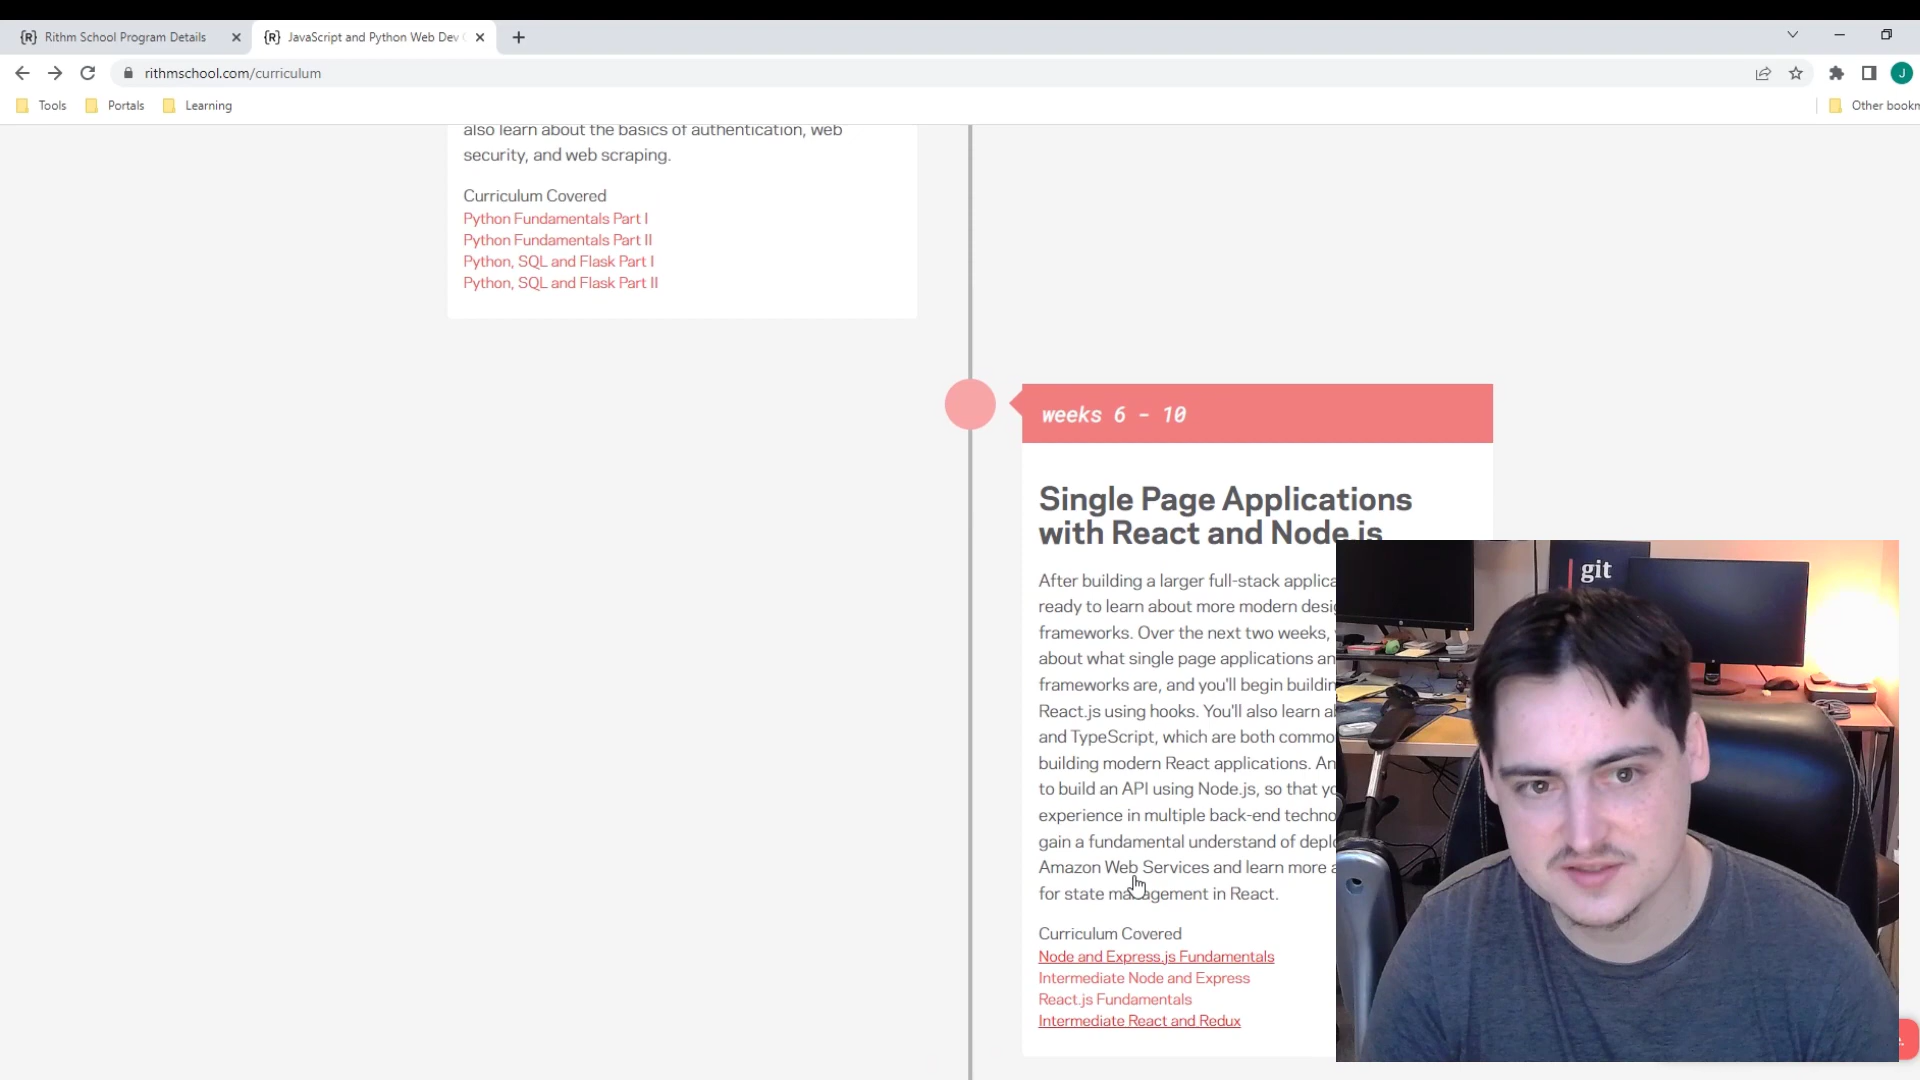 {R} Rithm School Program Details
{R} JavaScript and Python Web Dev
rithmschool.com/curriculum
J
Tools
Portals
Learning
Other bookm
also learn about the basics of authentication, web
security, and web scraping.
Curriculum Covered
Python Fundamentals Part I
Python Fundamentals Part II
Python, SQL and Flask Part I
Python, SQL and Flask Part II
weeks 6 - 10
Single Page Applications
with React and Node.js
After building a larger full-stack applica
ready to learn about more modern desi
frameworks. Over the next two weeks,
about what single page applications an
frameworks are, and you'll begin buildin
React.js using hooks. You'll also learn a
and TypeScript, which are both commo
building modern React applications. An
to build an API using Node.js, so that yo
experience in multiple back-end techno
gain a fundamental understand of deplo
Amazon Web Services and learn more a
for state management in React.
Curriculum Covered
Node and Express.js Fundamentals
Intermediate Node and Express
React.js Fundamentals
Intermediate React and Redux
git